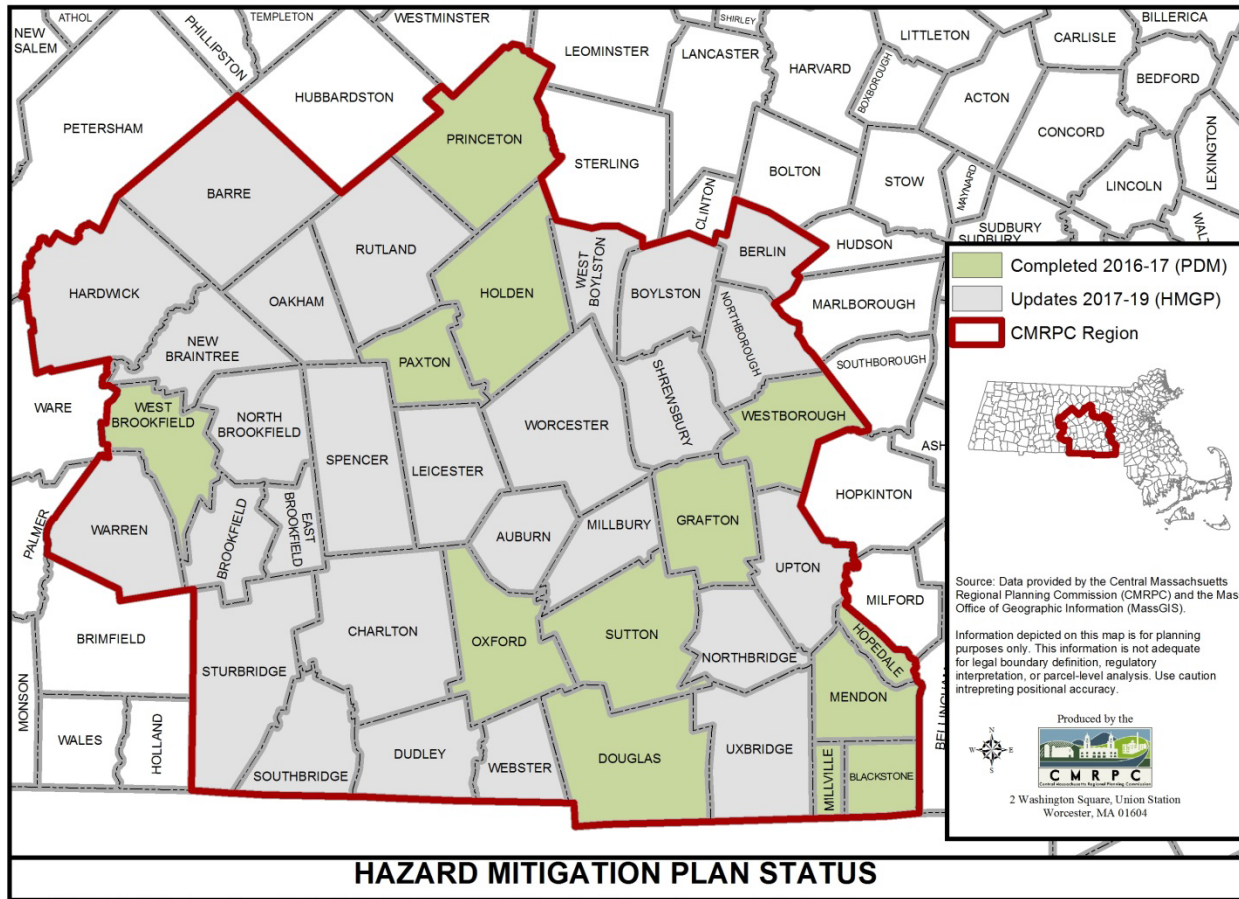 ATHOL
NEW
SALEM
PHILLIPSTON
TEMPLETON
WESTMINSTER
SHIRLEY
LITTLETON
CARLISLE
BILLERICA
LEOMINSTER
LANCASTER
HARVARD
BOXBOROUGH
ACTON
BEDFORD
PETERSHAM
HUBBARDSTON
PRINCETON
STERLING
CONCORD
LEXINGTON
BOLTON
STOW
MAYNARD
LINCOLN
BARRE
CLINTON
SUDBURY
SUDBURY
RUTLAND
BERLIN
HUDSON
HARDWICK
OAKHAM
HOLDEN
WEST
BOYLSTON
BOYLSTON
MARLBOROUGH
NORTHBOROUGH
SOUTHBOROUGH
NEW
BRAINTREE
PAXTON
SHREWSBURY
WARE
WEST
BROOKFIELD
NORTH
BROOKFIELD
WORCESTER
WESTBOROUGH
SPENCER
LEICESTER
HOPKINTON
PALMER
WARREN
BROOKFIELD
EAST
BROOKFIELD
AUBURN
MILLBURY
GRAFTON
UPTON
MILFORD
BRIMFIELD
STURBRIDGE
CHARLTON
OXFORD
SUTTON
NORTHBRIDGE
HOPEDALE
MENDON
MONSON
WALES
HOLLAND
SOUTHBRIDGE
DUDLEY
WEBSTER
DOUGLAS
UXBRIDGE
MILLVILLE
BLACKSTONE
Completed 2016-17 (PDM)
Updates 2017-19 (HMGP)
CMRPC Region
Source: Data provided by the Central Massachsuetts
Regional Planning Commission (CMRPC) and the Mass
Office of Geographic Information (MassGIS).
Information depicted on this map is for planning
purposes only. This information is not adequate
for legal boundary definition, regulatory
interpretation, or parcel-level analysis. Use caution
intrepreting positional accuracy.
Produced by the
N
W E
S
CMRPC
Central Massachusetts Regional Planning Commission
2 Washington Square, Union Station
Worcester, MA 01604
HAZARD MITIGATION PLAN STATUS